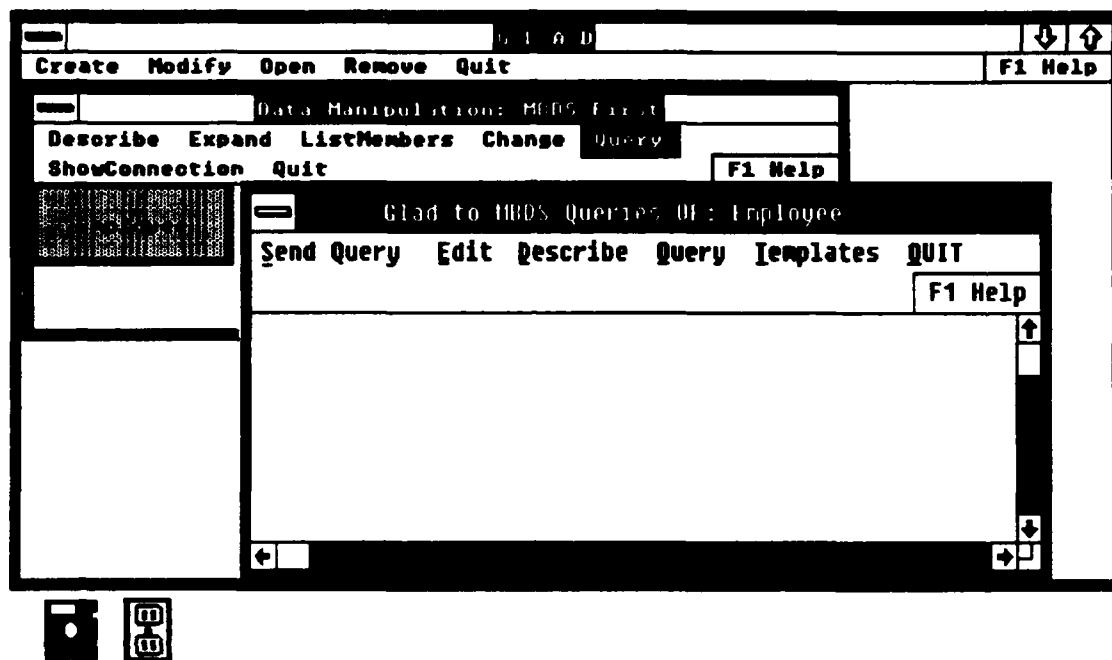 G L A D
Create Modify Open Remove Quit F1 Help
Data Manipulation: MBDS First
Describe Expand ListMembers Change Query
ShowConnection Quit F1 Help
Glad to MBDS Queries OF: Employee
Send Query Edit Describe Query Templates QUIT
F1 Help